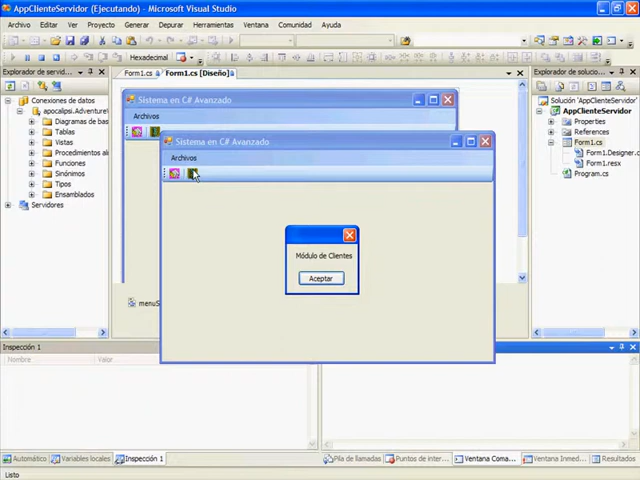 AppClienteServidor (Ejecutando) - Microsoft Visual Studio
Archivo Editar Ver Proyecto Generar Depurar Herramientas Ventana Comunidad Ayuda
Hexadecimal
Explorador de servid...
Form1.cs Form1.cs [Diseño]
Explorador de solución ...
Conexiones de datos
apocalipsi.Adventure
Diagramas de bas
Tablas
Vistas
Procedimientos al
Funciones
Sinónimos
Tipos
Ensamblados
Servidores
Sistema en C# Avanzado
Archivos
Sistema en C# Avanzado
Archivos
Módulo de Clientes
Aceptar
menuS
Solución 'AppClienteServidor'
AppClienteServidor
Properties
References
Form1.cs
Form1.Designer.c
Form1.resx
Program.cs
Inspección 1
Nombre Valor
Automático Variables locales Inspección 1
Pila de llamadas Puntos de inter... Ventana Coma... Ventana Inmed... Resultados
Listo